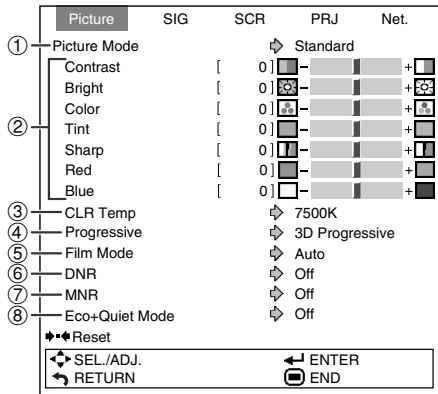 Picture SIG SCR PRJ Net.
① Picture Mode Standard
② Contrast [ 0 ] − +
Bright [ 0 ] − +
Color [ 0 ] − +
Tint [ 0 ] − +
Sharp [ 0 ] − +
Red [ 0 ] − +
Blue [ 0 ] − +
③ CLR Temp 7500K
④ Progressive 3D Progressive
⑤ Film Mode Auto
⑥ DNR Off
⑦ MNR Off
⑧ Eco+Quiet Mode Off
Reset
SEL./ADJ. ENTER
RETURN END